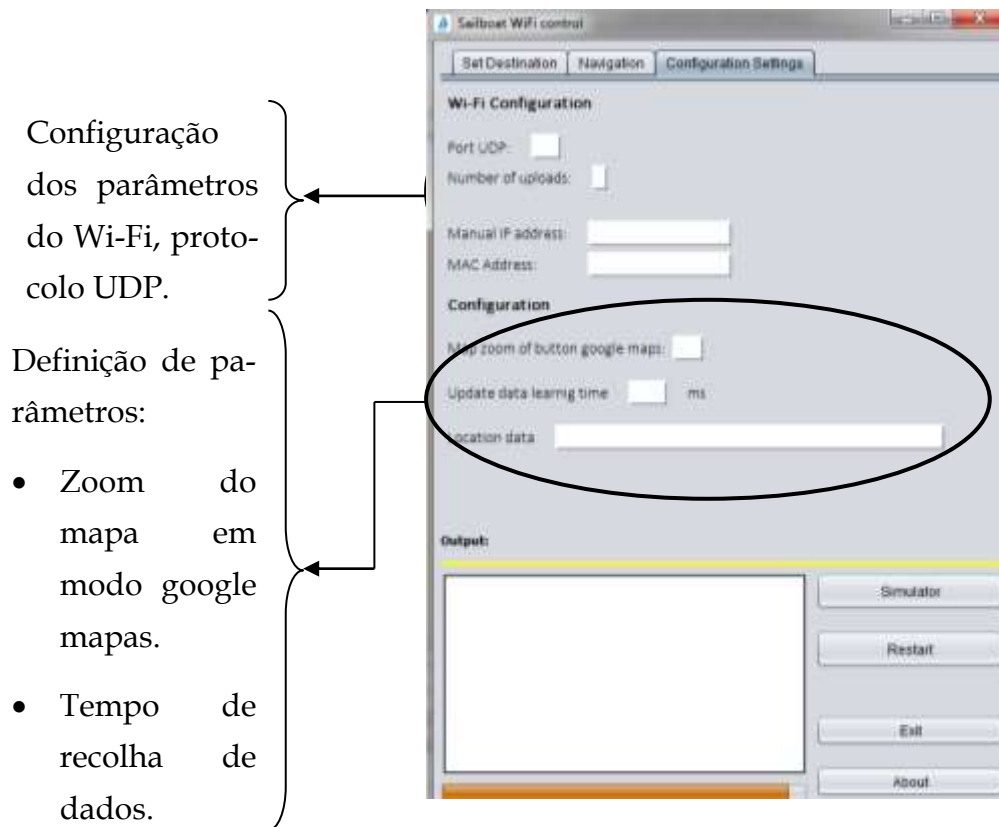 Sailboat WiFi control
Set Destination
Navigation
Configuration Settings
Wi-Fi Configuration
Port UDP:
Number of uploads:
Manual IP address:
MAC Address:
Configuration
Map zoom of button google maps:
Update data learnig time
ms
Location data
Output:
Simulator
Restart
Exit
About
Configuração
dos parâmetros
do Wi-Fi, proto-
colo UDP.
Definição de pa-
râmetros:
• Zoom do
mapa em
modo google
mapas.
• Tempo de
recolha de
dados.